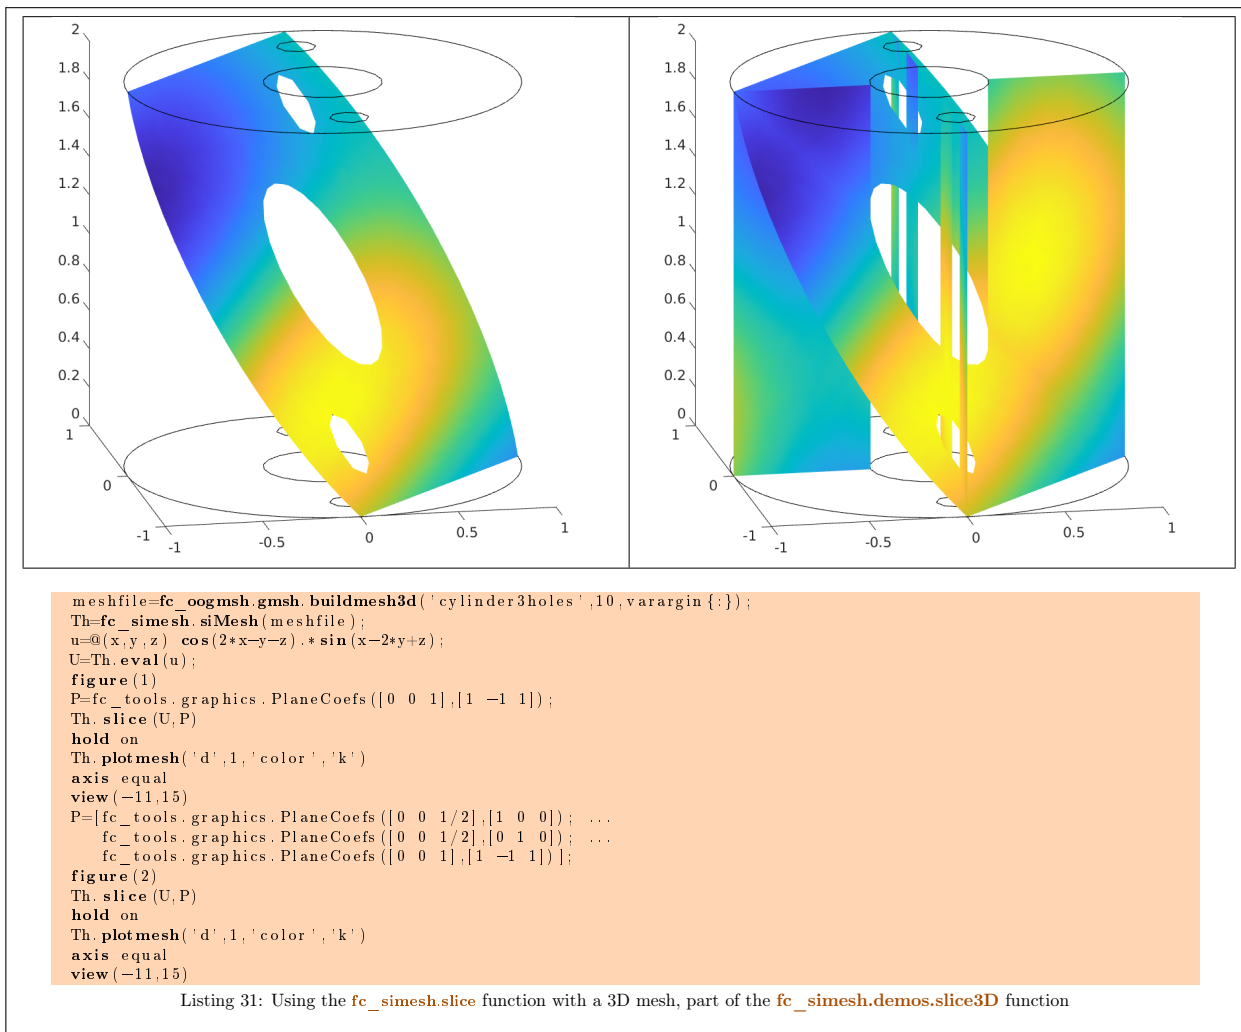 2
1.8
1.6
1.4
1.2
1
0.8
0.6
0.4
0.2
0
1
0
-1
-1
-0.5
0
0.5
1
2
1.8
1.6
1.4
1.2
1
0.8
0.6
0.4
0.2
0
1
0
-1
-1
-0.5
0
0.5
1
meshfile=fc_oogmsh.gmsh.buildmesh3d('cylinder3holes',10,varargin{:});
Th=fc_simesh.siMesh(meshfile);
u=@(x,y,z) cos(2*x−y−z).*sin(x−2*y+z);
U=Th.eval(u);
figure(1)
P=fc_tools.graphics.PlaneCoefs([0 0 1],[1 −1 1]);
Th.slice(U,P)
hold on
Th.plotmesh('d',1,'color','k')
axis equal
view(−11,15)
P=[fc_tools.graphics.PlaneCoefs([0 0 1/2],[1 0 0]); ...
fc_tools.graphics.PlaneCoefs([0 0 1/2],[0 1 0]); ...
fc_tools.graphics.PlaneCoefs([0 0 1],[1 −1 1])];
figure(2)
Th.slice(U,P)
hold on
Th.plotmesh('d',1,'color','k')
axis equal
view(−11,15)
Listing 31: Using the fc_simesh.slice function with a 3D mesh, part of the fc_simesh.demos.slice3D function